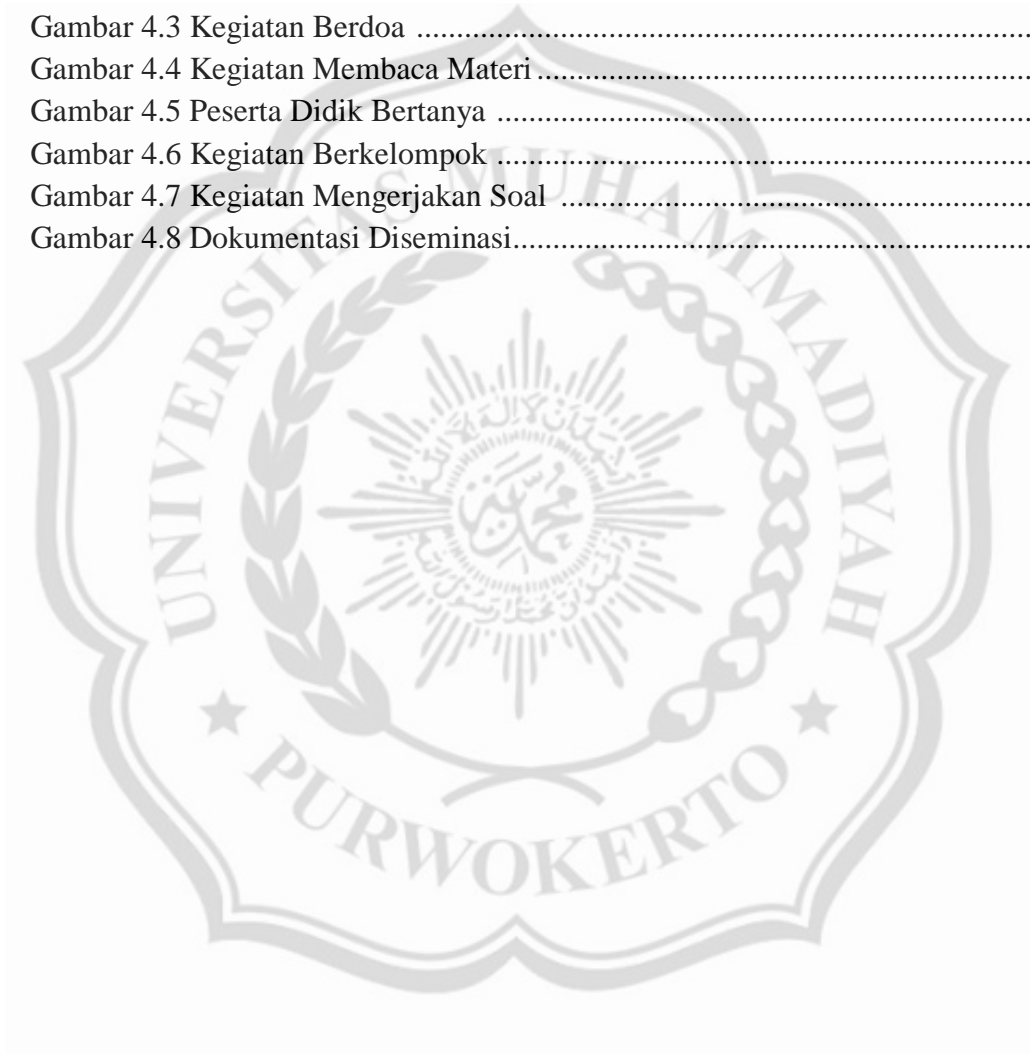 Gambar 4.3 Kegiatan Berdoa ..............................................................................
Gambar 4.4 Kegiatan Membaca Materi ..............................................................
Gambar 4.5 Peserta Didik Bertanya ...................................................................
Gambar 4.6 Kegiatan Berkelompok ...................................................................
Gambar 4.7 Kegiatan Mengerjakan Soal ...........................................................
Gambar 4.8 Dokumentasi Diseminasi.................................................................
UNIVERSITAS MUHAMMADIYAH
PURWOKERTO